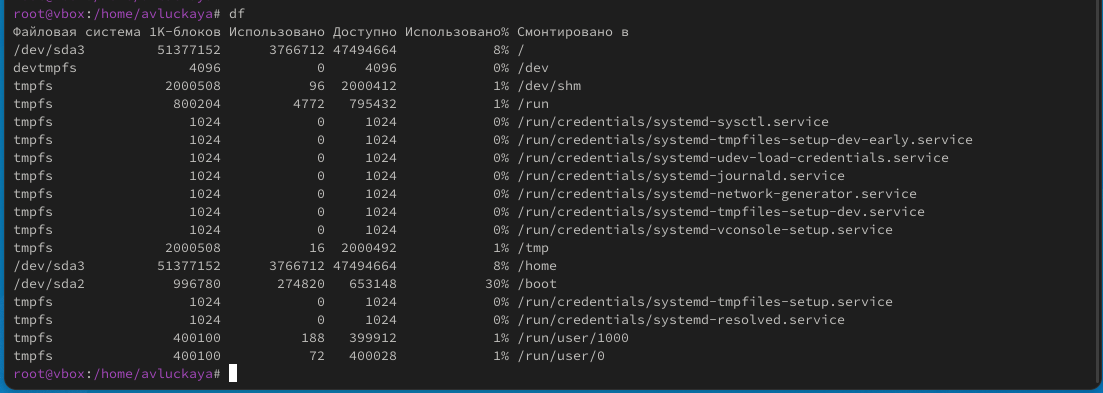 root@vbox:/home/avluckaya# df
Файловая система 1K-блоков Использовано Доступно Использовано% Смонтировано в
/dev/sda3 51377152 3766712 47494664 8% /
devtmpfs 4096 0 4096 0% /dev
tmpfs 2000508 96 2000412 1% /dev/shm
tmpfs 800204 4772 795432 1% /run
tmpfs 1024 0 1024 0% /run/credentials/systemd-sysctl.service
tmpfs 1024 0 1024 0% /run/credentials/systemd-tmpfiles-setup-dev-early.service
tmpfs 1024 0 1024 0% /run/credentials/systemd-udev-load-credentials.service
tmpfs 1024 0 1024 0% /run/credentials/systemd-journald.service
tmpfs 1024 0 1024 0% /run/credentials/systemd-network-generator.service
tmpfs 1024 0 1024 0% /run/credentials/systemd-tmpfiles-setup-dev.service
tmpfs 1024 0 1024 0% /run/credentials/systemd-vconsole-setup.service
tmpfs 2000508 16 2000492 1% /tmp
/dev/sda3 51377152 3766712 47494664 8% /home
/dev/sda2 996780 274820 653148 30% /boot
tmpfs 1024 0 1024 0% /run/credentials/systemd-tmpfiles-setup.service
tmpfs 1024 0 1024 0% /run/credentials/systemd-resolved.service
tmpfs 400100 188 399912 1% /run/user/1000
tmpfs 400100 72 400028 1% /run/user/0
root@vbox:/home/avluckaya#